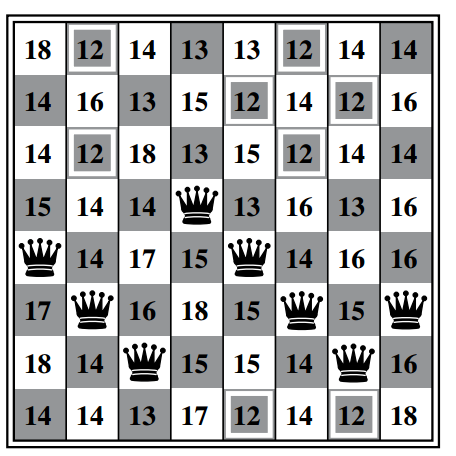 18 12 14 13 13 12 14 14
14 16 13 15 12 14 12 16
14 12 18 13 15 12 14 14
15 14 14 13 16 13 16
14 17 15 14 16 16
17 16 18 15 15
18 14 15 15 14 16
14 14 13 17 12 14 12 18